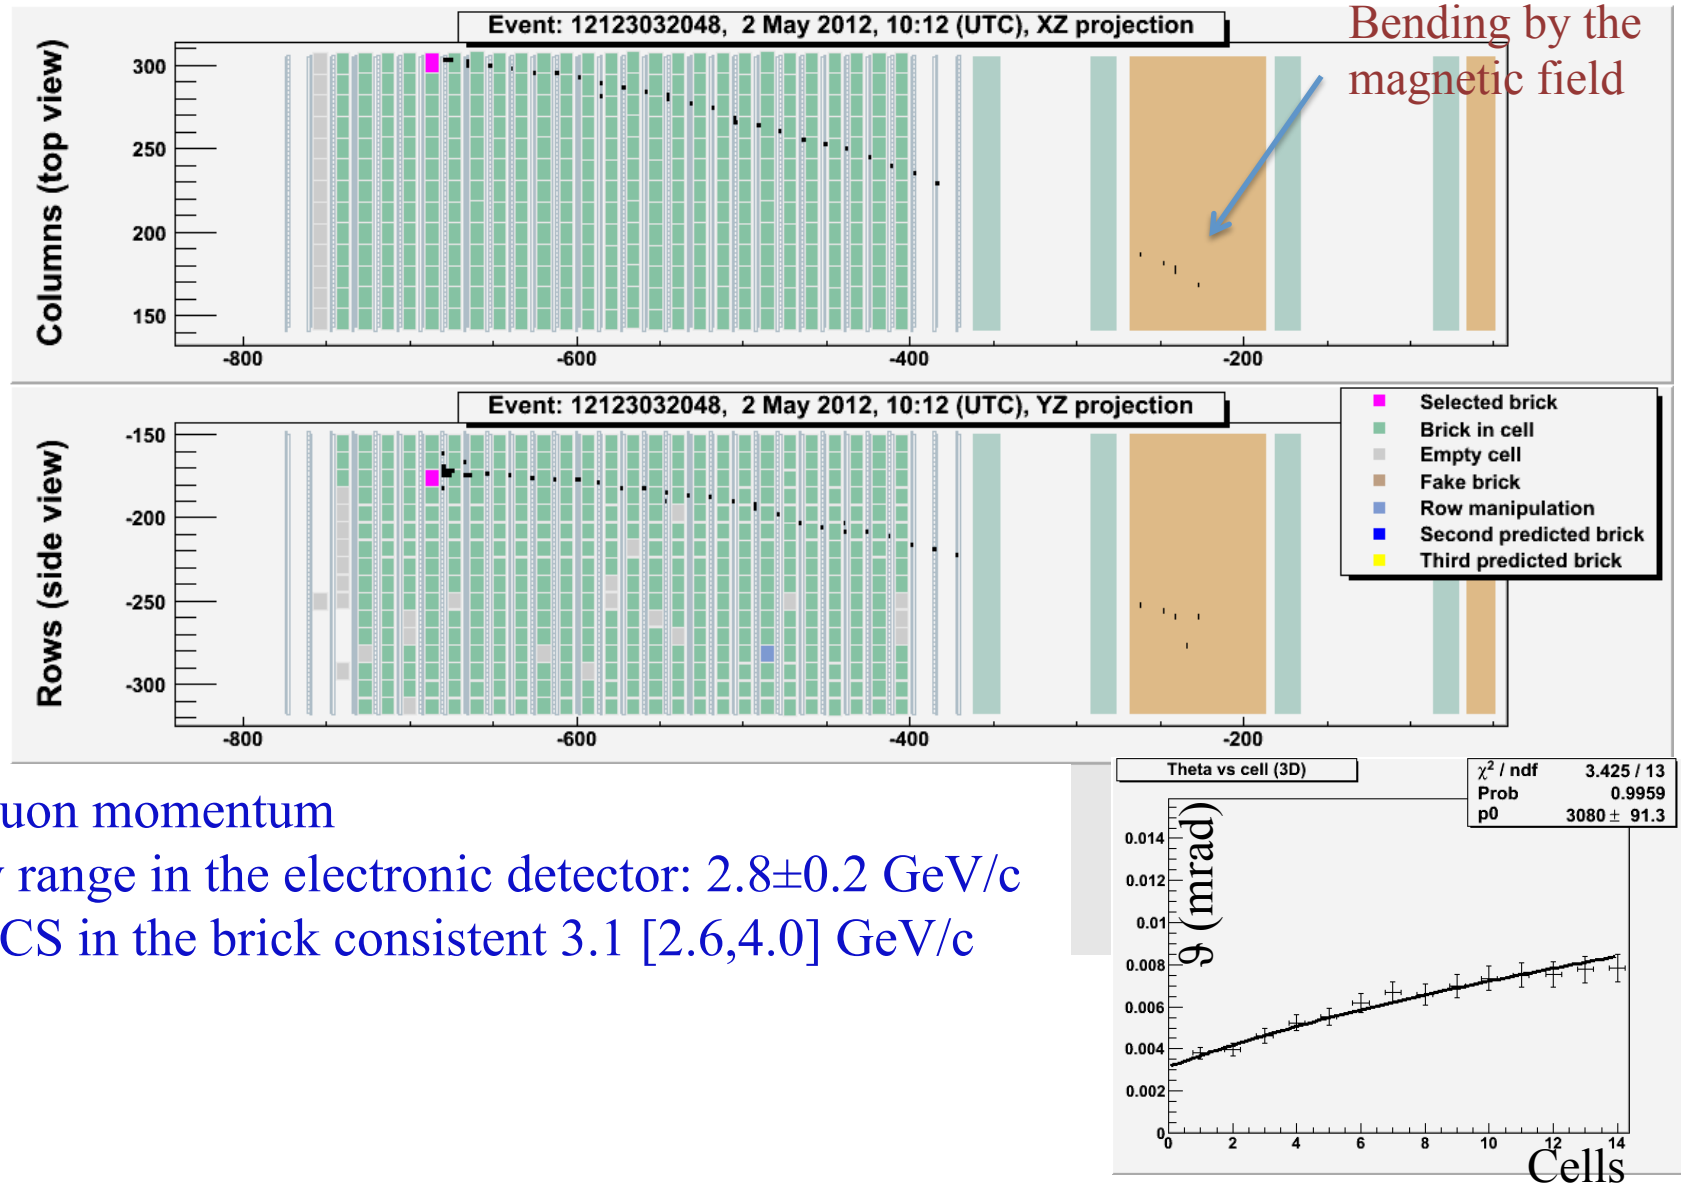 Event: 12123032048, 2 May 2012, 10:12 (UTC), XZ projection
Bending by the
magnetic field
Columns (top view)
300
250
200
150
-800
-600
-400
-200
Event: 12123032048, 2 May 2012, 10:12 (UTC), YZ projection
Rows (side view)
-150
-200
-250
-300
-800
-600
-400
-200
Selected brick
Brick in cell
Empty cell
Fake brick
Row manipulation
Second predicted brick
Third predicted brick
uon momentum
range in the electronic detector: 2.8±0.2 GeV/c
CS in the brick consistent 3.1 [2.6,4.0] GeV/c
Theta vs cell (3D)
χ² / ndf 3.425 / 13
Prob 0.9959
p0 3080 ± 91.3
ϑ (mrad)
0.014
0.012
0.01
0.008
0.006
0.004
0.002
0
0 2 4 6 8 10 12 14
Cells